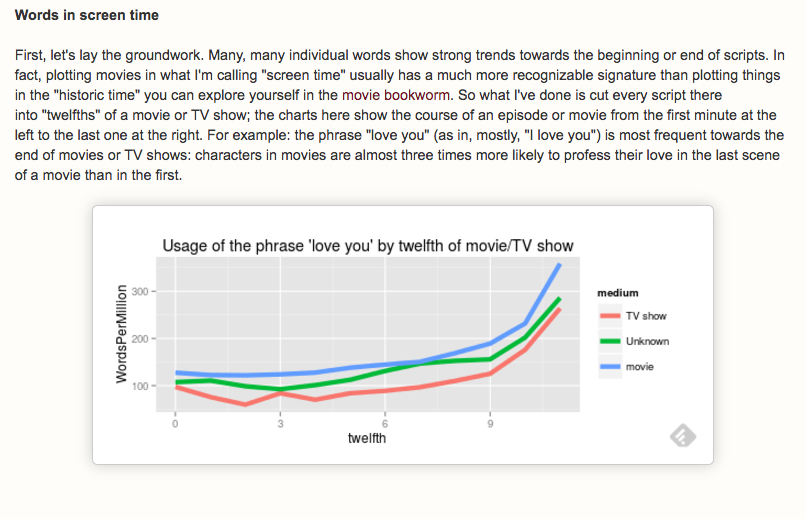 Words in screen time
First, let's lay the groundwork. Many, many individual words show strong trends towards the beginning or end of scripts. In
fact, plotting movies in what I'm calling "screen time" usually has a much more recognizable signature than plotting things
in the "historic time" you can explore yourself in the movie bookworm. So what I've done is cut every script there
into "twelfths" of a movie or TV show; the charts here show the course of an episode or movie from the first minute at the
left to the last one at the right. For example: the phrase "love you" (as in, mostly, "I love you") is most frequent towards the
end of movies or TV shows: characters in movies are almost three times more likely to profess their love in the last scene
of a movie than in the first.
Usage of the phrase 'love you' by twelfth of movie/TV show
WordsPerMillion
300
200
100
0 3 6 9
twelfth
medium
TV show
Unknown
movie